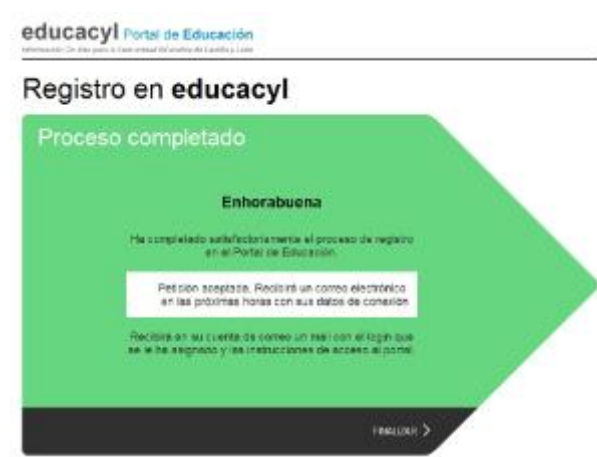 educacyl Portal de Educación
Registro en educacyl
Proceso completado
Enhorabuena
Ha completado satisfactoriamente el proceso de registro
en el Portal de Educación.
Petición aceptada. Recibirá un correo electrónico
en las próximas horas con sus datos de conexión
Recibirá en su cuenta de correo un mail con el login que
se le ha asignado y las instrucciones de acceso al portal.
FINALIZAR